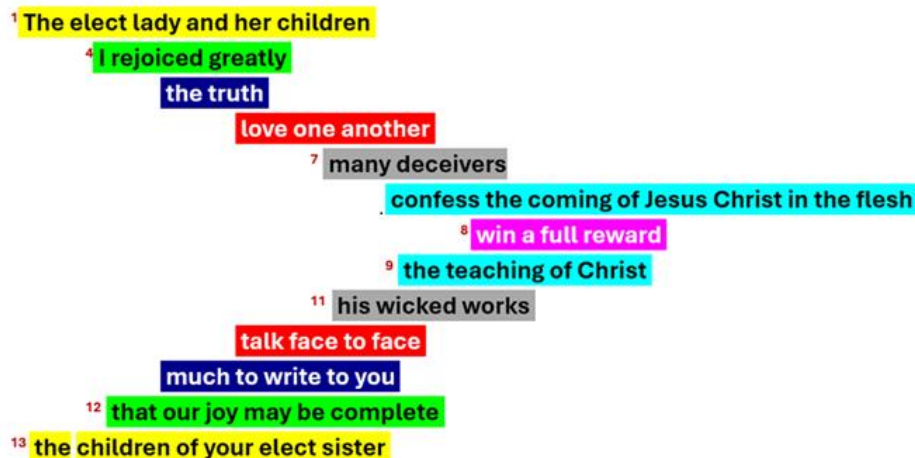 1 The elect lady and her children
4 I rejoiced greatly
the truth
love one another
7 many deceivers
. confess the coming of Jesus Christ in the flesh
8 win a full reward
9 the teaching of Christ
11 his wicked works
talk face to face
much to write to you
12 that our joy may be complete
13 the children of your elect sister